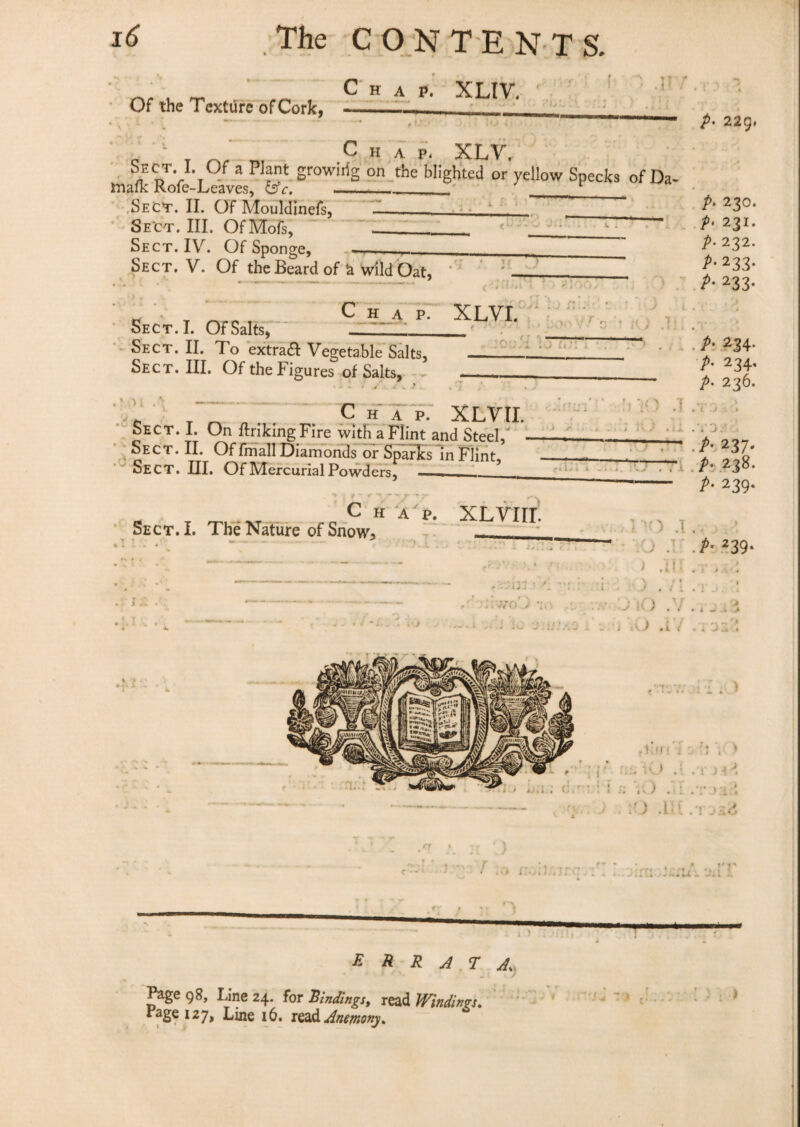 16 The CONTENTS.
CHAP. XLIV.
Of the Texture of Cork, p. 229,
CHAP. XLV.
SECT. I. Of a Plant growing on the blighted or yellow Specks of Da-
maſk Roſe-Leaves, &c. p. 230.
SECT. II. Of Mouldineſs, p. 231.
SECT. III. Of Moſs, p. 232.
SECT. IV. Of Sponge, p. 233.
SECT. V. Of the Beard of a wild Oat, p. 233.
CHAP. XLVI.
SECT. I. Of Salts, p. 234.
SECT. II. To extract Vegetable Salts, p. 234.
SECT. III. Of the Figures of Salts, p. 236.
CHAP. XLVII.
SECT. I. On ſtriking Fire with a Flint and Steel, p. 237.
SECT. II. Of ſmall Diamonds or Sparks in Flint, p. 238.
SECT. III. Of Mercurial Powders, p. 239.
CHAP. XLVIII.
SECT. I. The Nature of Snow, p. 239.
ERRATA.
Page 98, Line 24. for Bindings, read Windings.
Page 127, Line 16. read Anemony.